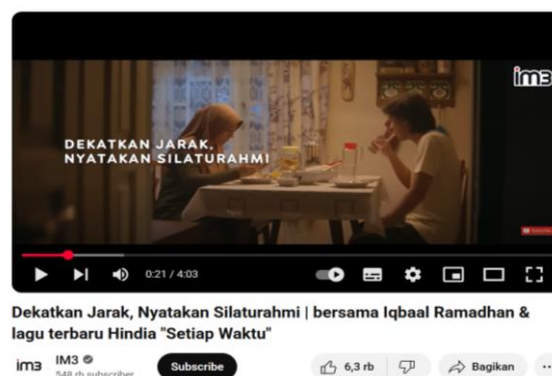 im3
DEKATKAN JARAK,
NYATAKAN SILATURAHMI
0:21 / 4:03
Dekatkan Jarak, Nyatakan Silaturahmi | bersama Iqbaal Ramadhan &
lagu terbaru Hindia "Setiap Waktu"
im3
IM3
548 rb subscriber
Subscribe
6,3 rb
Bagikan